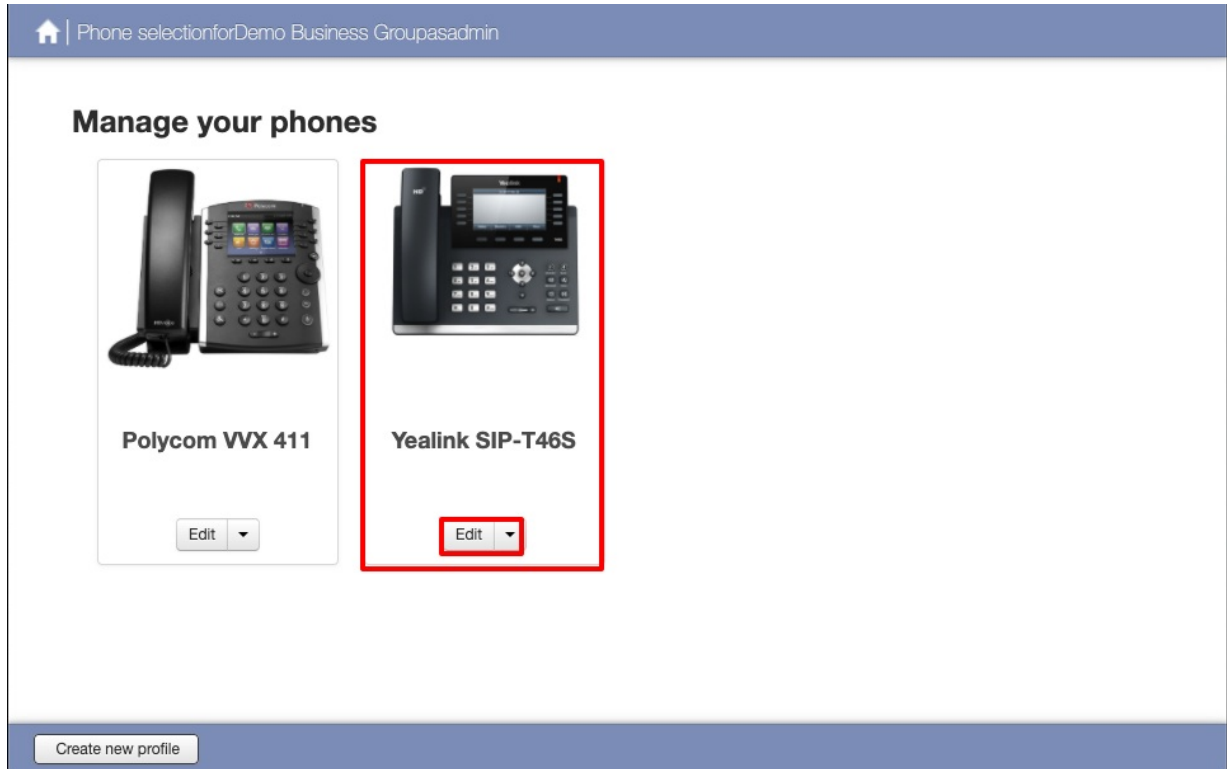 Phone selectionforDemo Business Groupasadmin
Manage your phones
Polycom VVX 411
Yealink SIP-T46S
Edit
Edit
Create new profile